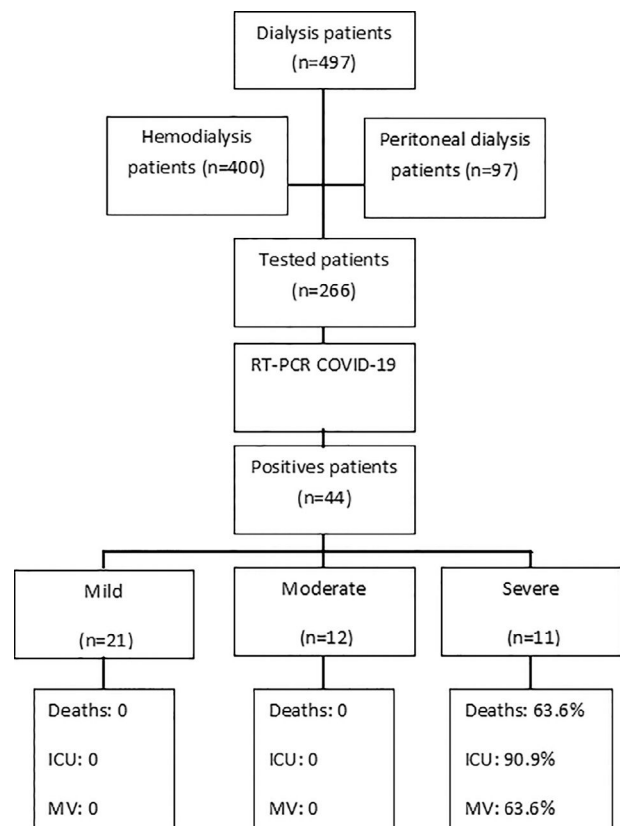 Dialysis patients
(n=497)
Hemodialysis
patients (n=400)
Peritoneal dialysis
patients (n=97)
Tested patients
(n=266)
RT-PCR COVID-19
Positives patients
(n=44)
Mild
(n=21)
Moderate
(n=12)
Severe
(n=11)
Deaths: 0
ICU: 0
MV: 0
Deaths: 0
ICU: 0
MV: 0
Deaths: 63.6%
ICU: 90.9%
MV: 63.6%